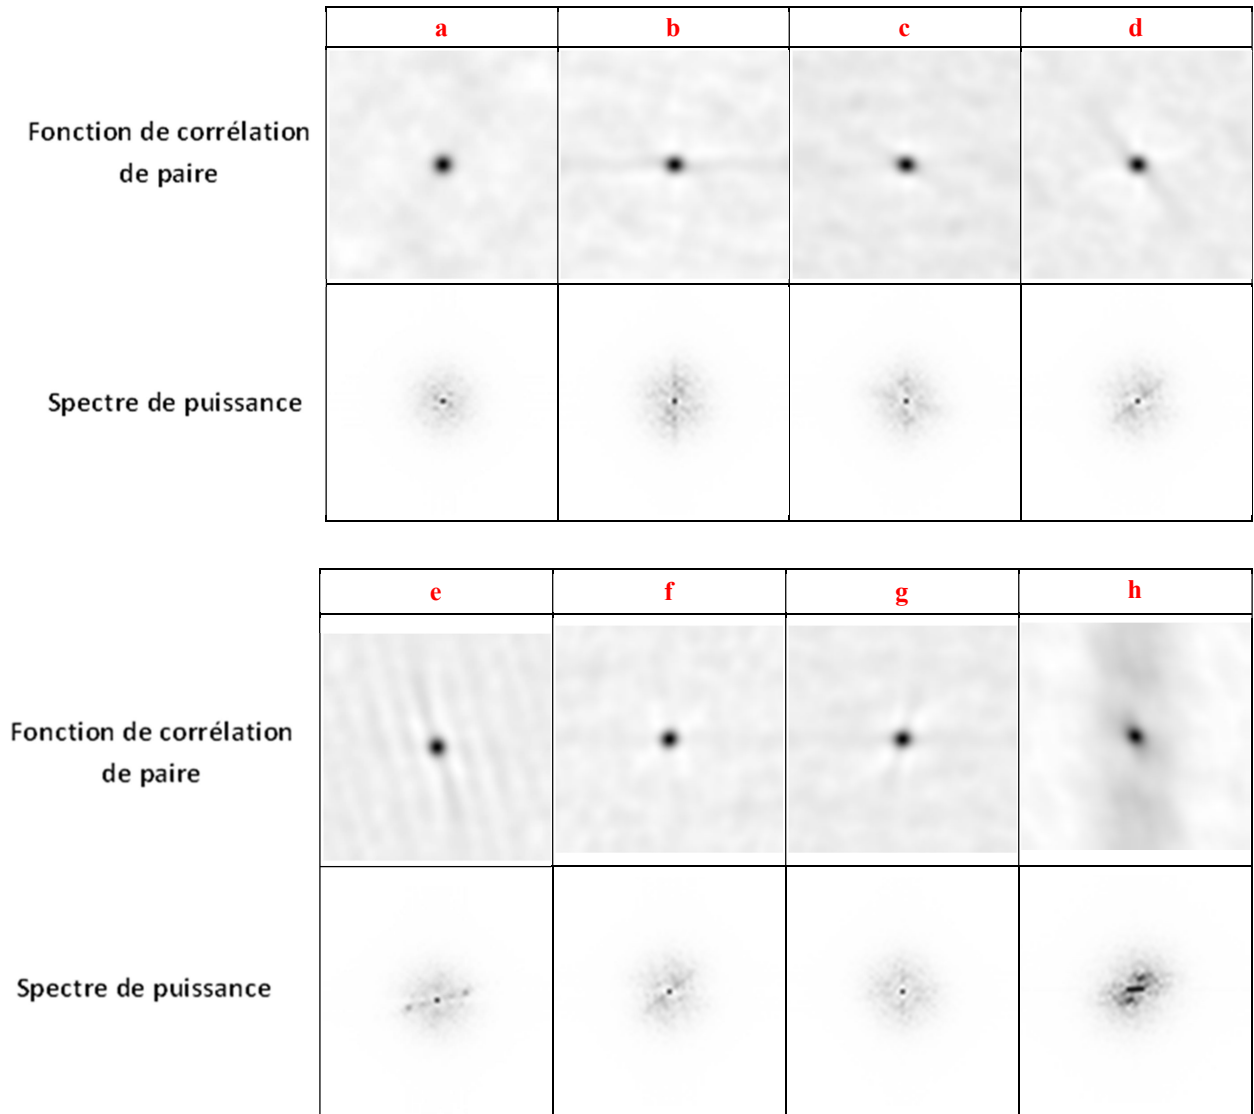 a b c d
Fonction de corrélation
de paire
Spectre de puissance
e f g h
Fonction de corrélation
de paire
Spectre de puissance